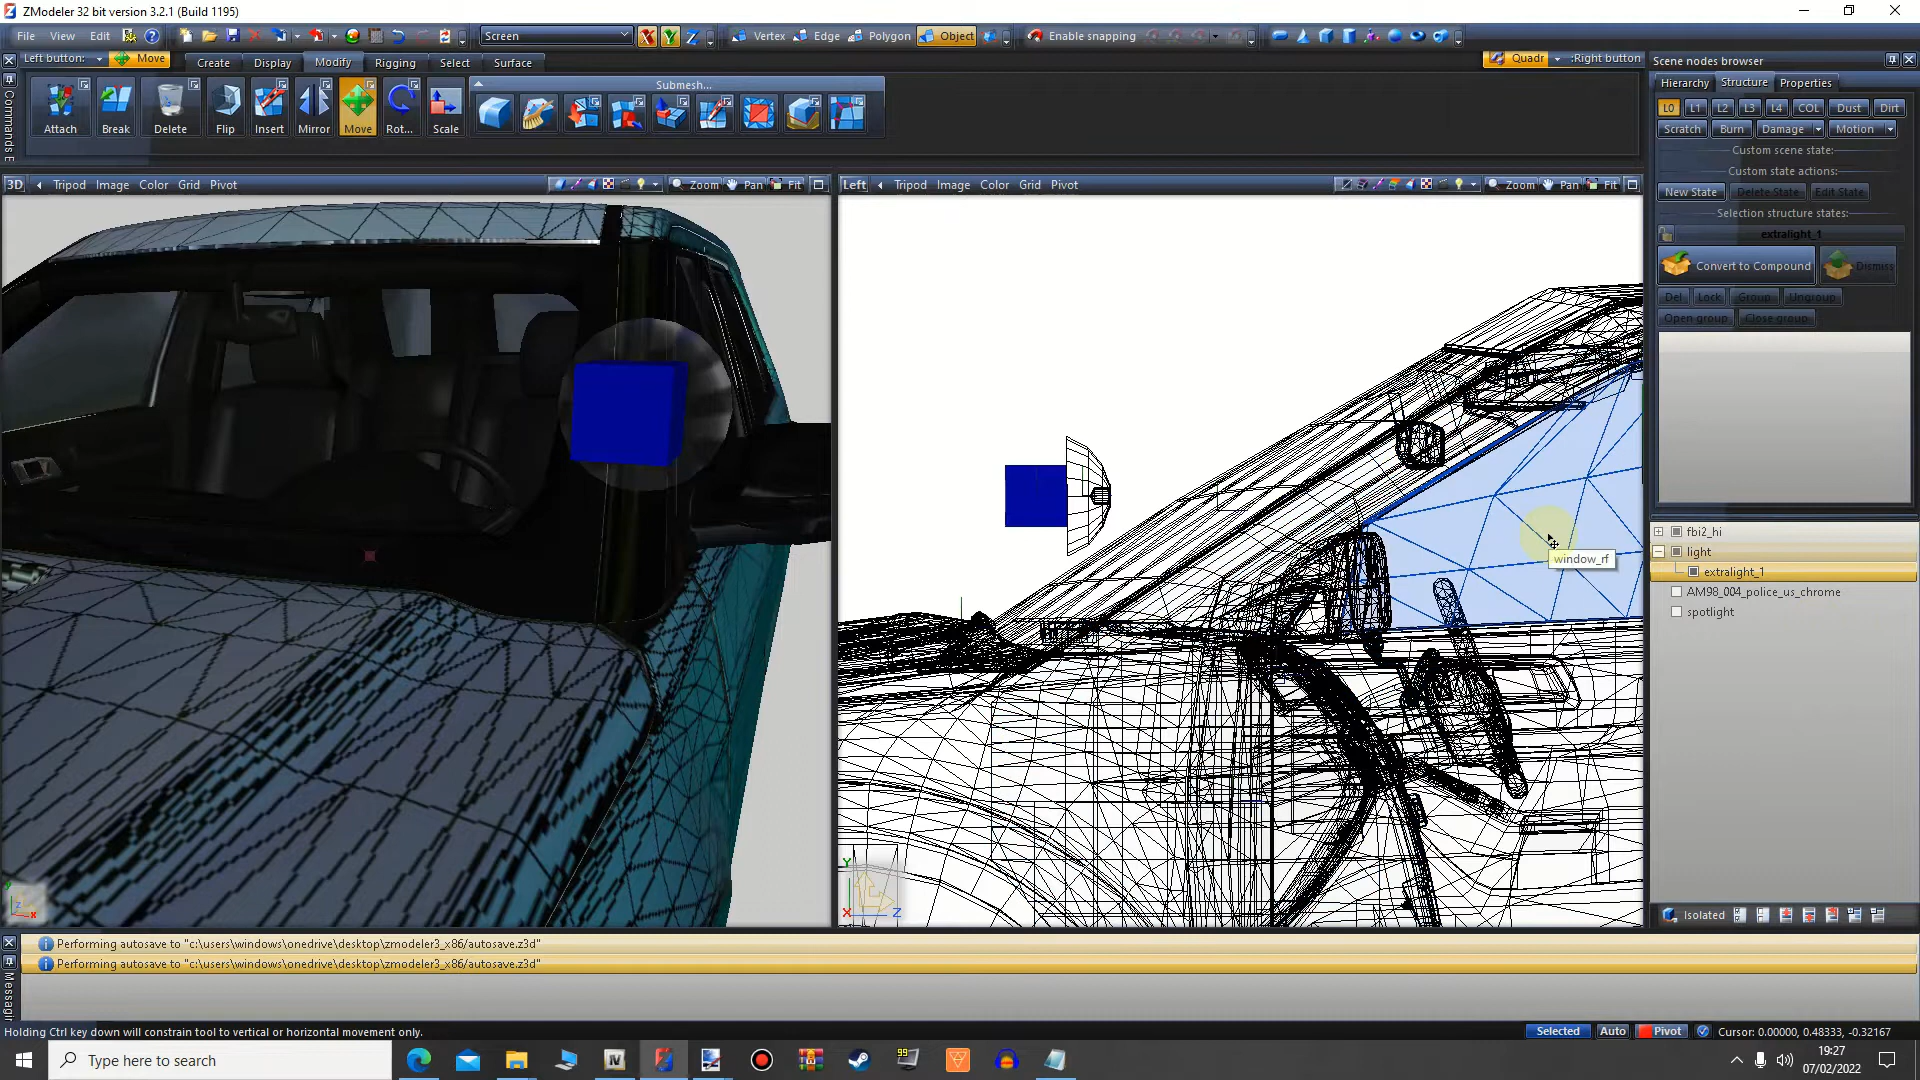 ZModeler 32 bit version 3.2.1 (Build 1195)
File View Edit Screen X Y Z Vertex Edge Polygon Object Enable snapping
Left button: Move Create Display Modify Rigging Select Surface Quadr :Right button
Attach Break Delete Flip Insert Mirror Move Rot... Scale
Submesh...
Scene nodes browser
Hierarchy Structure Properties
L0 L1 L2 L3 L4 COL Dust Dirt
Scratch Burn Damage Motion
Custom scene state:
Custom state actions:
New State Delete State Edit State
Selection structure states:
extralight_1
Convert to Compound Dismiss
Del Lock Group Ungroup
Open group Close group
3D Tripod Image Color Grid Pivot Zoom Pan Fit
Left Tripod Image Color Grid Pivot Zoom Pan Fit
window_rf
fbi2_hi
light
extralight_1
AM98_004_police_us_chrome
spotlight
Isolated
Performing autosave to "c:\users\windows\onedrive\desktop\zmodeler3_x86/autosave.z3d"
Performing autosave to "c:\users\windows\onedrive\desktop\zmodeler3_x86/autosave.z3d"
Holding Ctrl key down will constrain tool to vertical or horizontal movement only.
Selected Auto Pivot Cursor: 0.00000, 0.48333, -0.32167
Type here to search
19:27
07/02/2022